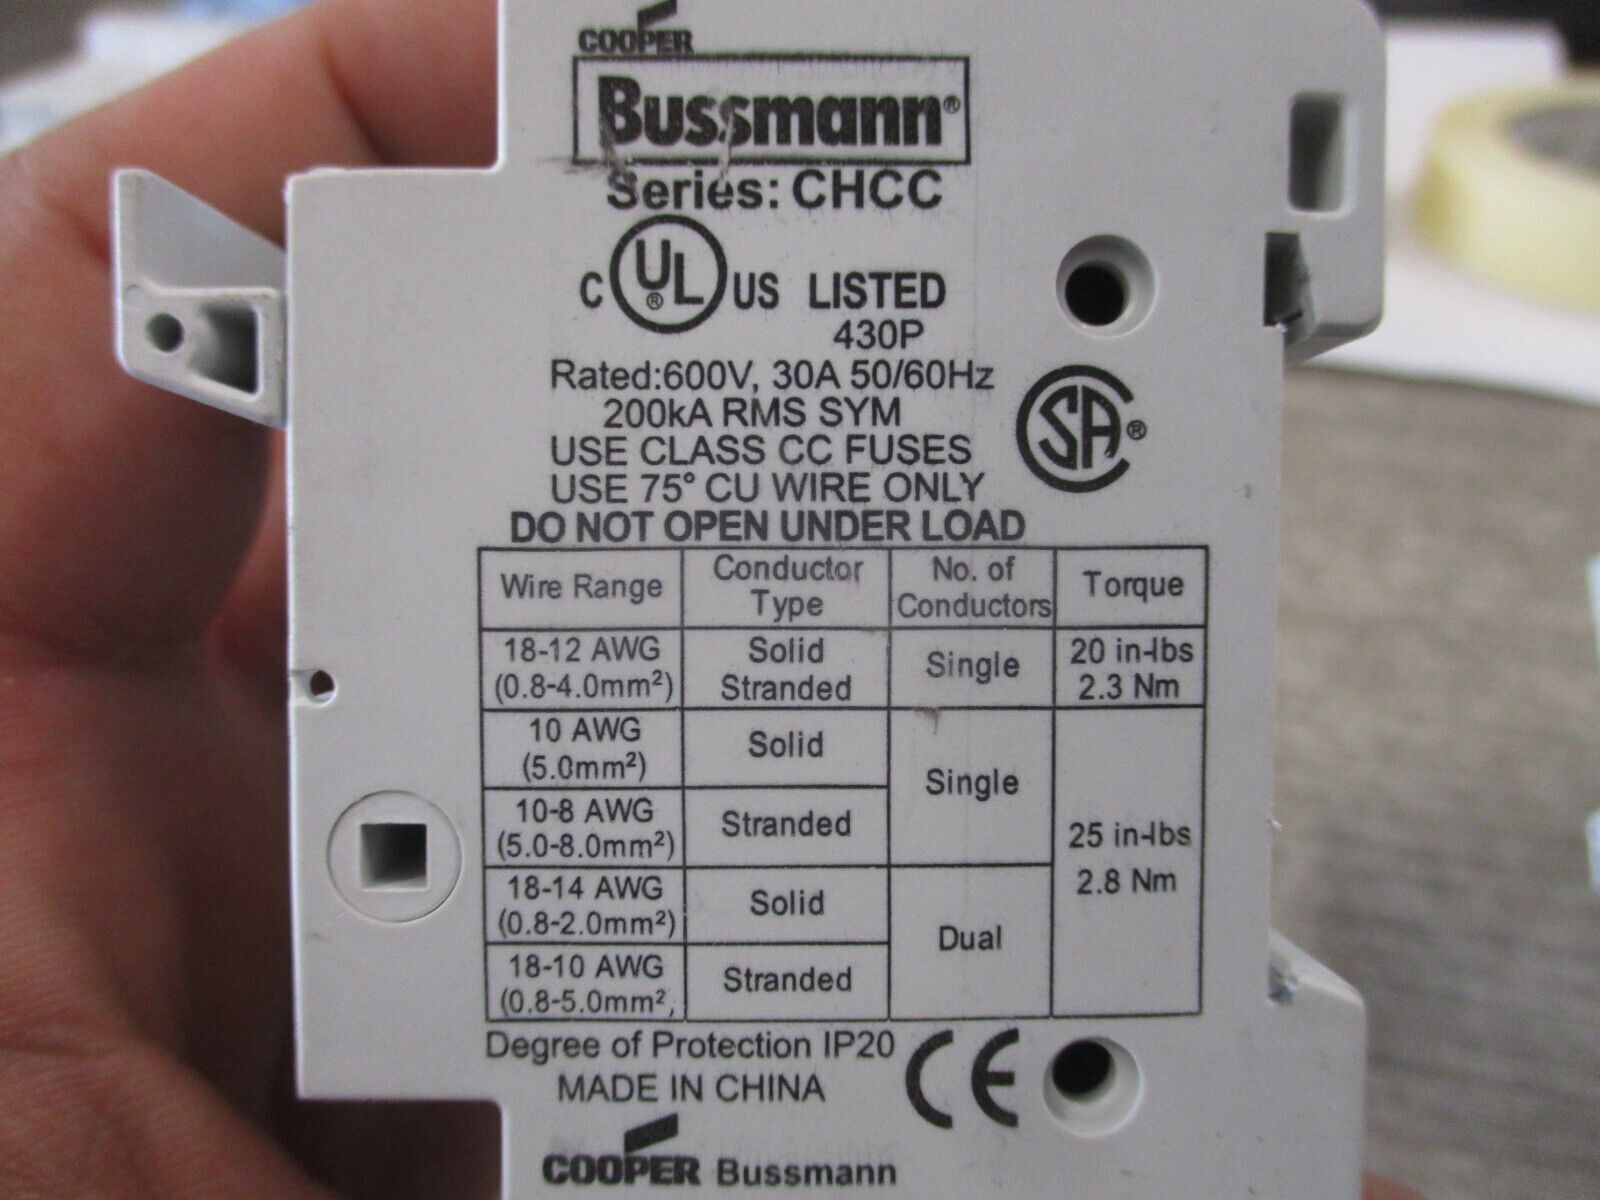 COOPER
Bussmann®
Series: CHCC
C UL® US LISTED
430P
Rated:600V, 30A 50/60Hz
200kA RMS SYM
SA®
USE CLASS CC FUSES
USE 75° CU WIRE ONLY
DO NOT OPEN UNDER LOAD
Wire Range Conductor Type No. of Conductors Torque
18-12 AWG (0.8-4.0mm²) Solid Stranded Single 20 in-lbs 2.3 Nm
10 AWG (5.0mm²) Solid Single 25 in-lbs 2.8 Nm
10-8 AWG (5.0-8.0mm²) Stranded
18-14 AWG (0.8-2.0mm²) Solid Dual
18-10 AWG (0.8-5.0mm², Stranded
Degree of Protection IP20
CE
MADE IN CHINA
COOPER Bussmann